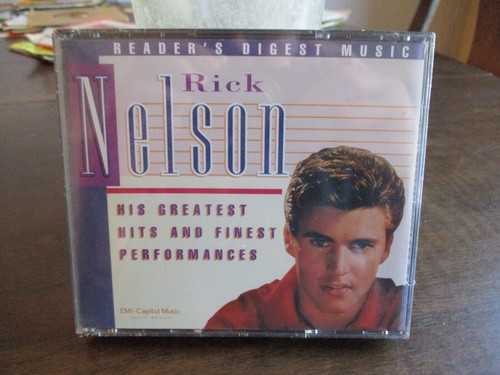 READER'S DIGEST MUSIC
Rick
Nelson
HIS GREATEST
HITS AND FINEST
PERFORMANCES
EMI-Capitol Music